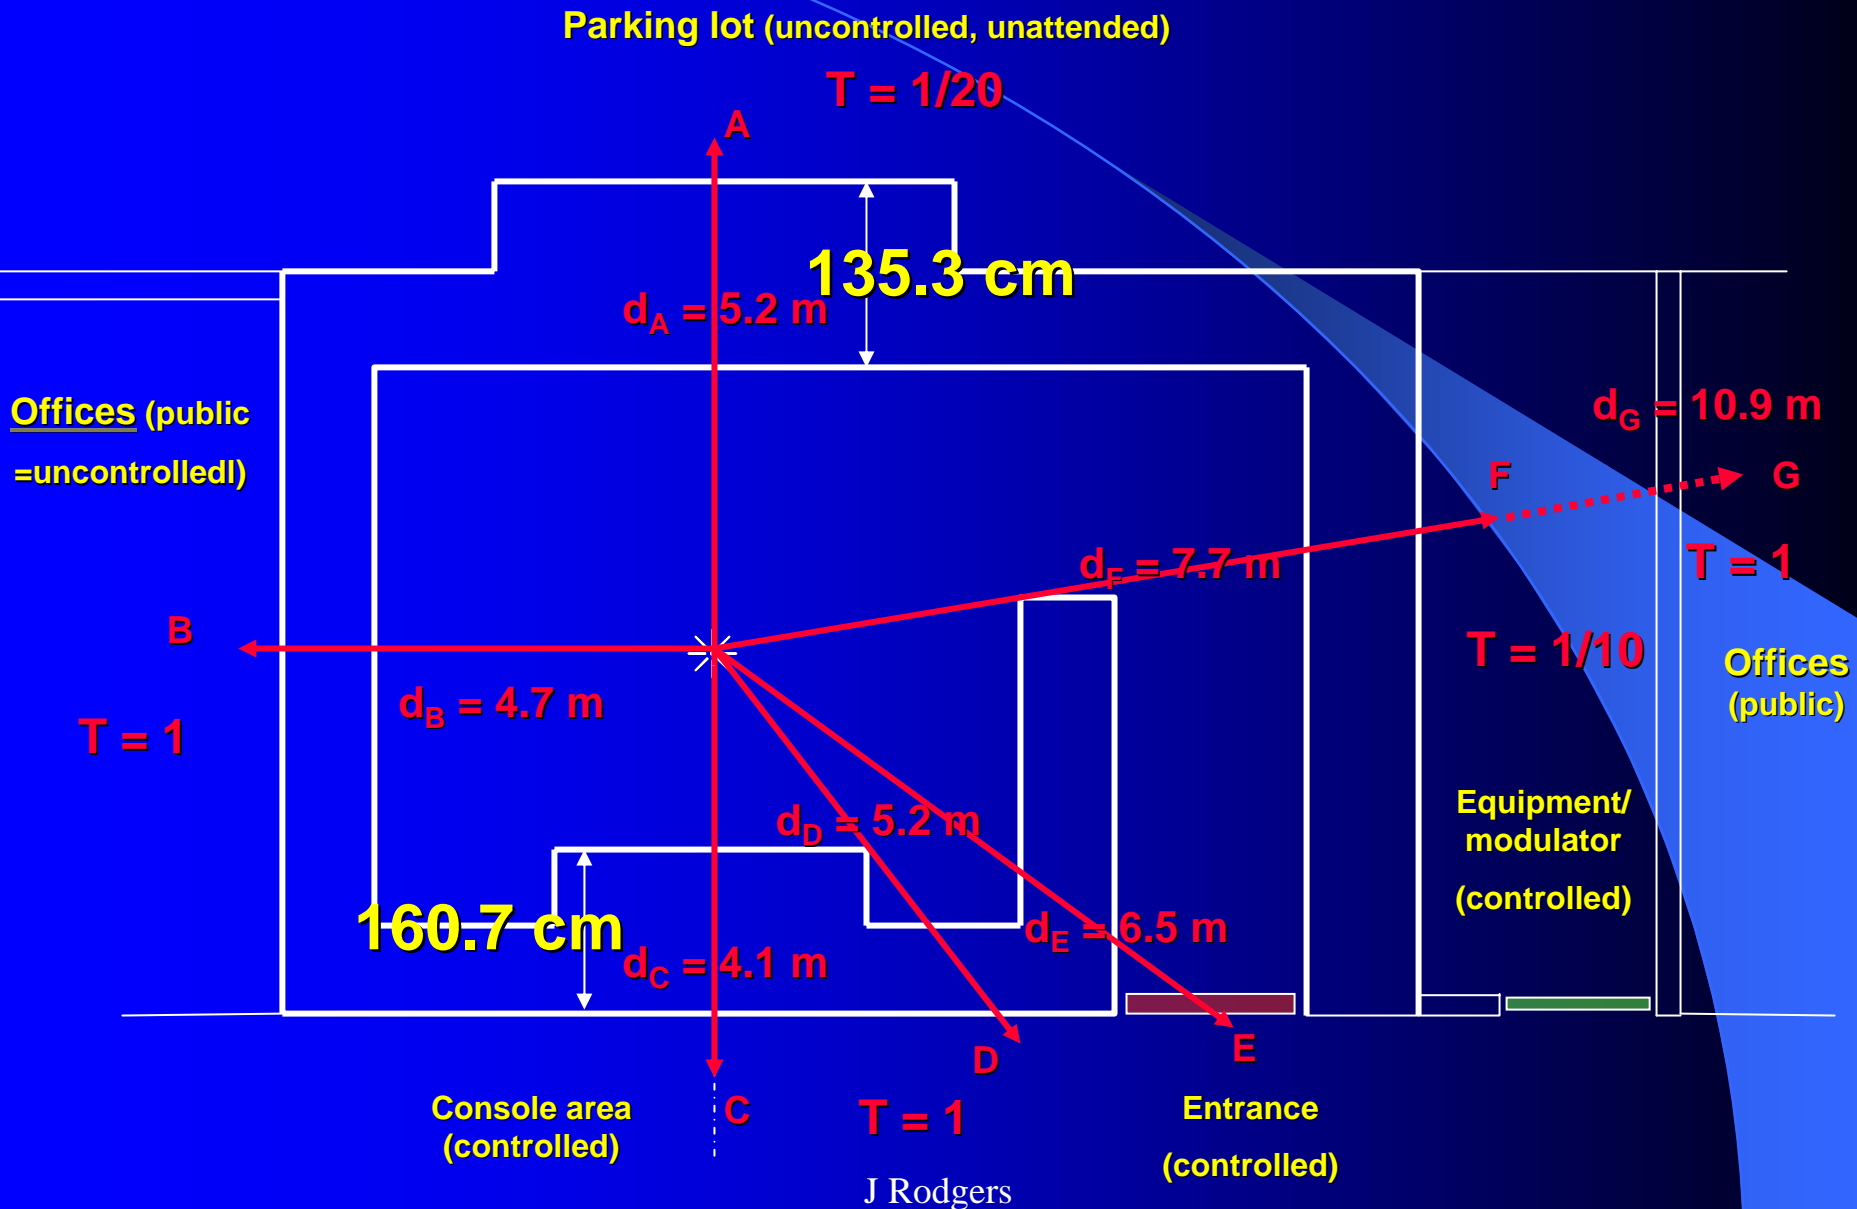 Parking lot (uncontrolled, unattended)
T = 1/20
A
135.3 cm
dA = 5.2 m
Offices (public
=uncontrolledl)
dG = 10.9 m
F
G
dF = 7.7 m
T = 1
B
T = 1/10
Offices
(public)
dB = 4.7 m
T = 1
Equipment/
modulator
(controlled)
dD = 5.2 m
160.7 cm
dE = 6.5 m
dC = 4.1 m
D
E
Console area
(controlled)
C
T = 1
Entrance
(controlled)
J Rodgers